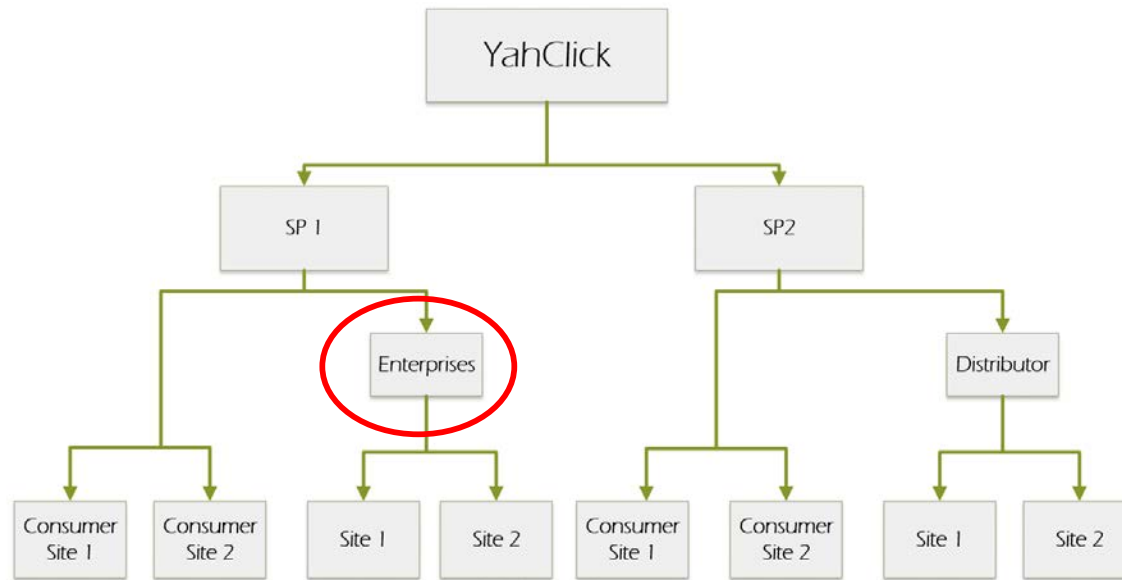 YahClick
SP 1
SP2
Enterprises
Distributor
Consumer
Site 1
Consumer
Site 2
Site 1
Site 2
Consumer
Site 1
Consumer
Site 2
Site 1
Site 2